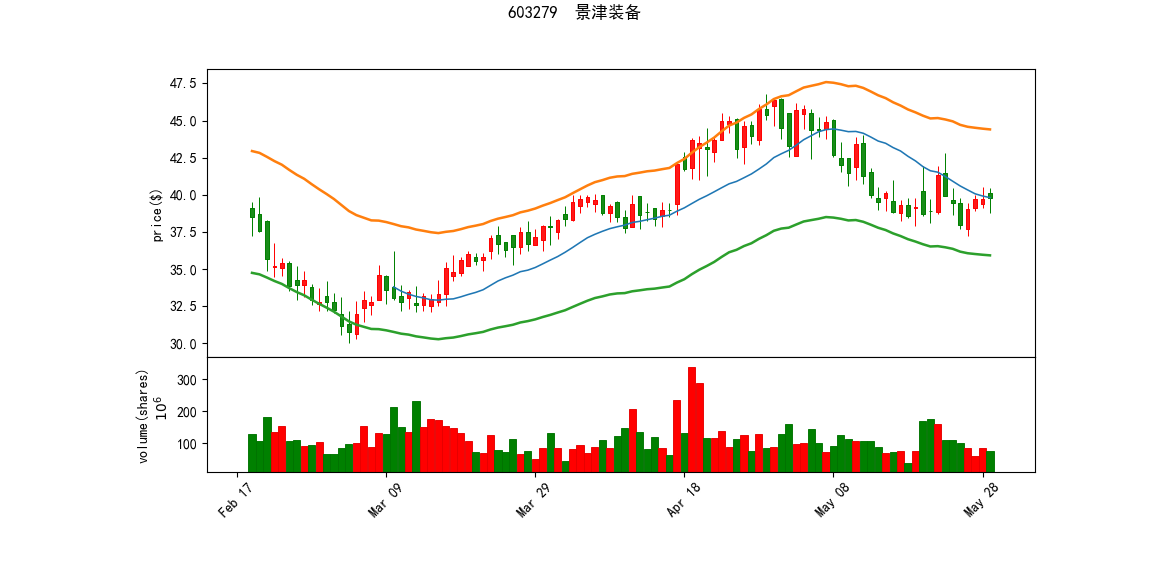 603279  景津装备
47.5
45.0
42.5
40.0
37.5
35.0
32.5
30.0
price($)
300
200
100
volume(shares)
10^6
Feb 17
Mar 09
Mar 29
Apr 18
May 08
May 28